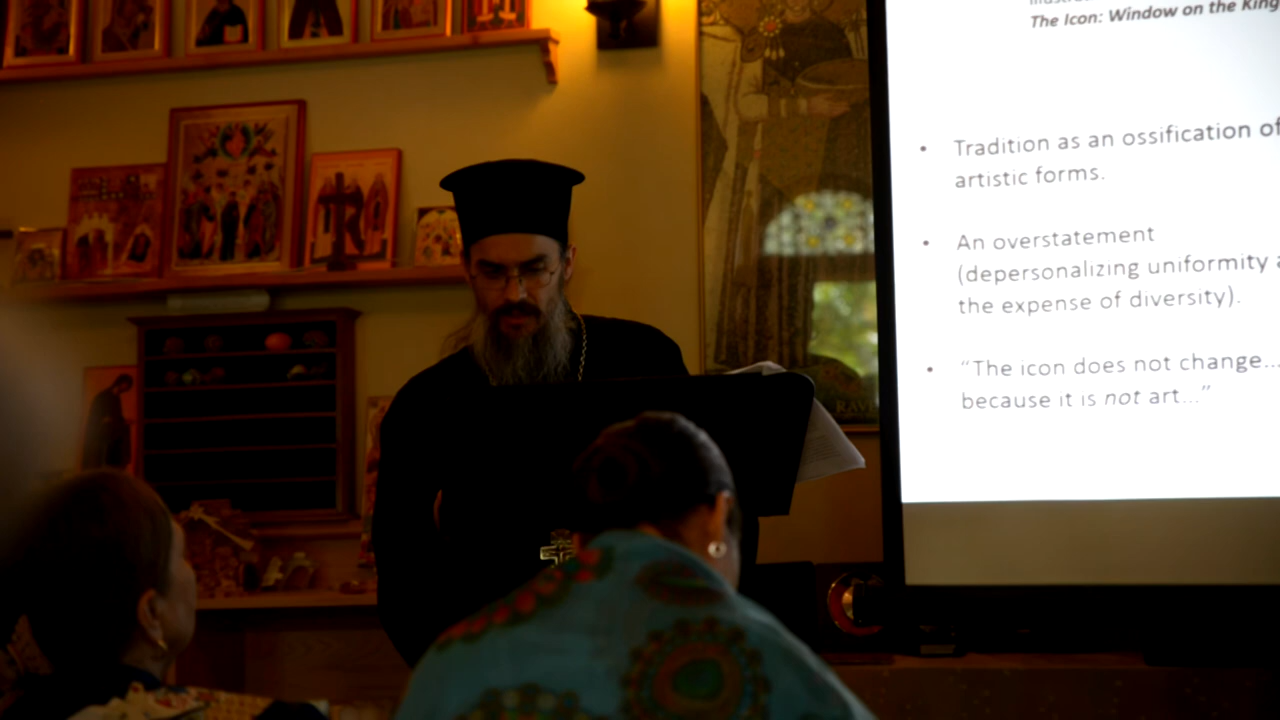 The Icon: Window on the King
• Tradition as an ossification of
artistic forms.
• An overstatement
(depersonalizing uniformity a
the expense of diversity).
• “The icon does not change...
because it is not art...”
RAV